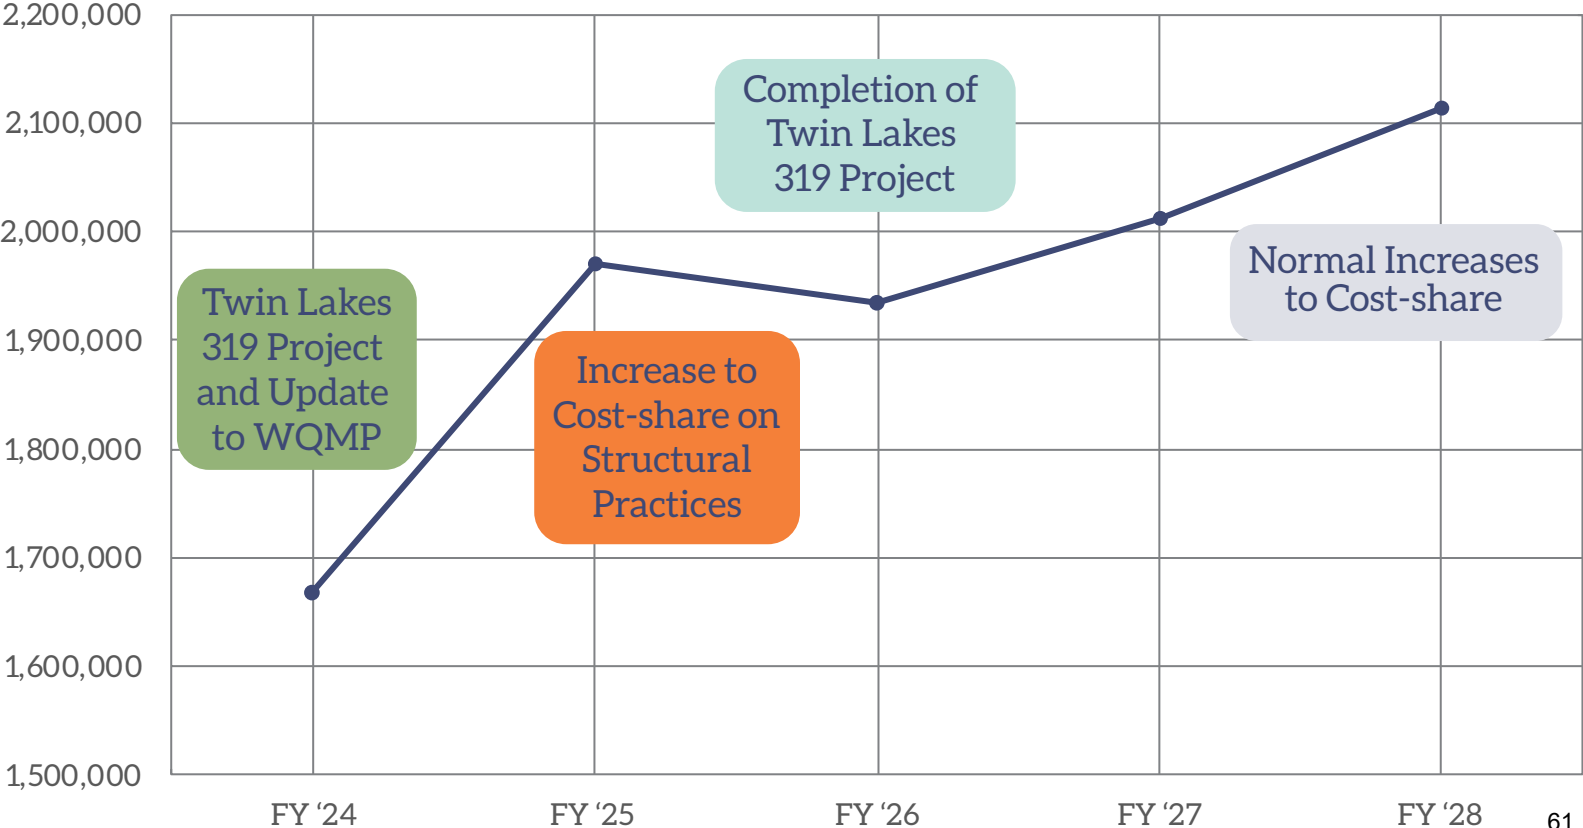 2,200,000
2,100,000
2,000,000
1,900,000
1,800,000
1,700,000
1,600,000
1,500,000
Twin Lakes
319 Project
and Update
to WQMP
Increase to
Cost-share on
Structural
Practices
Completion of
Twin Lakes
319 Project
Normal Increases
to Cost-share
FY ‘24
FY ‘25
FY ‘26
FY ‘27
FY ‘28
61